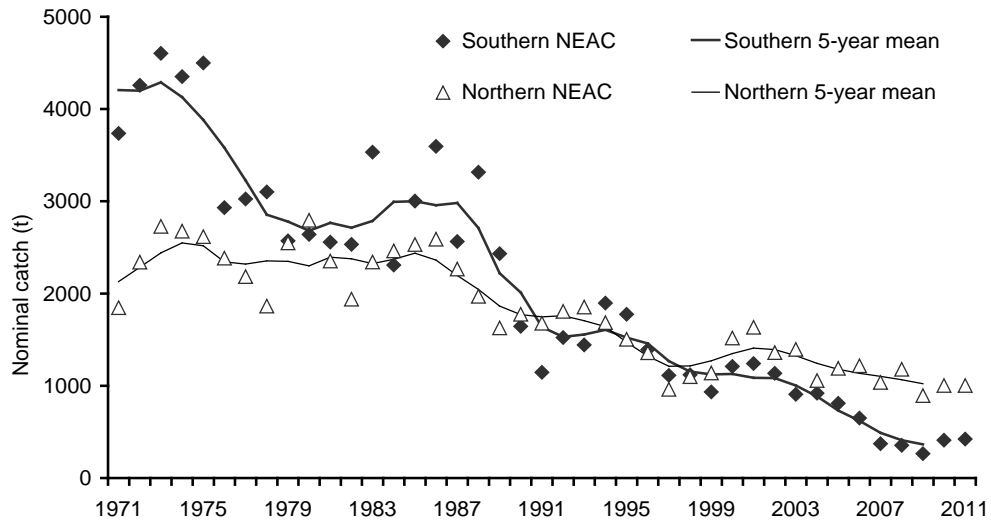 Southern NEAC
Southern 5-year mean
Northern NEAC
Northern 5-year mean
Nominal catch (t)
5000
4000
3000
2000
1000
0
1971 1975 1979 1983 1987 1991 1995 1999 2003 2007 2011